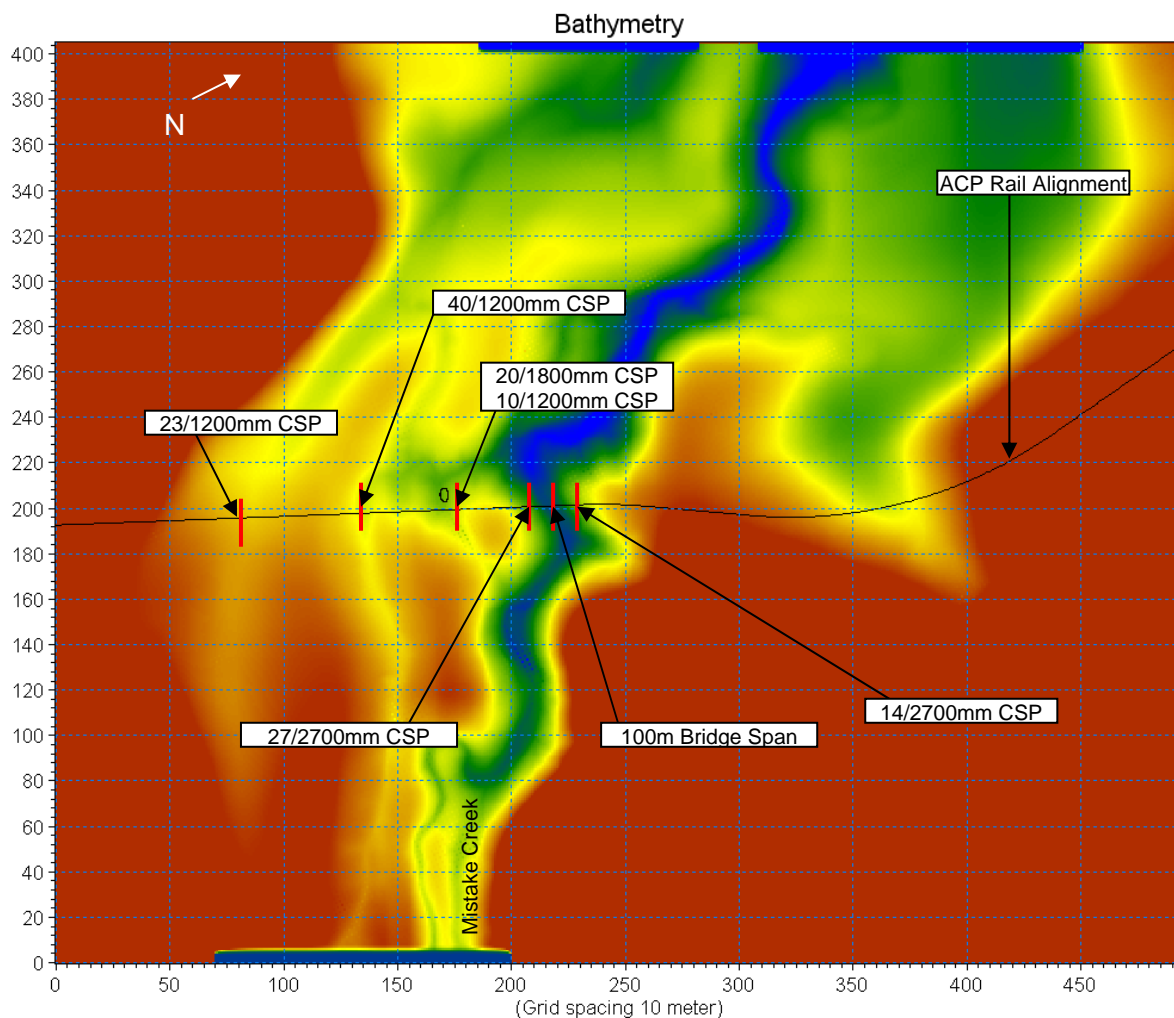 Bathymetry
400
380
360
340
320
300
280
260
240
220
200
180
160
140
120
100
80
60
40
20
0
N
ACP Rail Alignment
40/1200mm CSP
20/1800mm CSP
10/1200mm CSP
23/1200mm CSP
0
14/2700mm CSP
27/2700mm CSP
100m Bridge Span
Mistake Creek
0 50 100 150 200 250 300 350 400 450
(Grid spacing 10 meter)